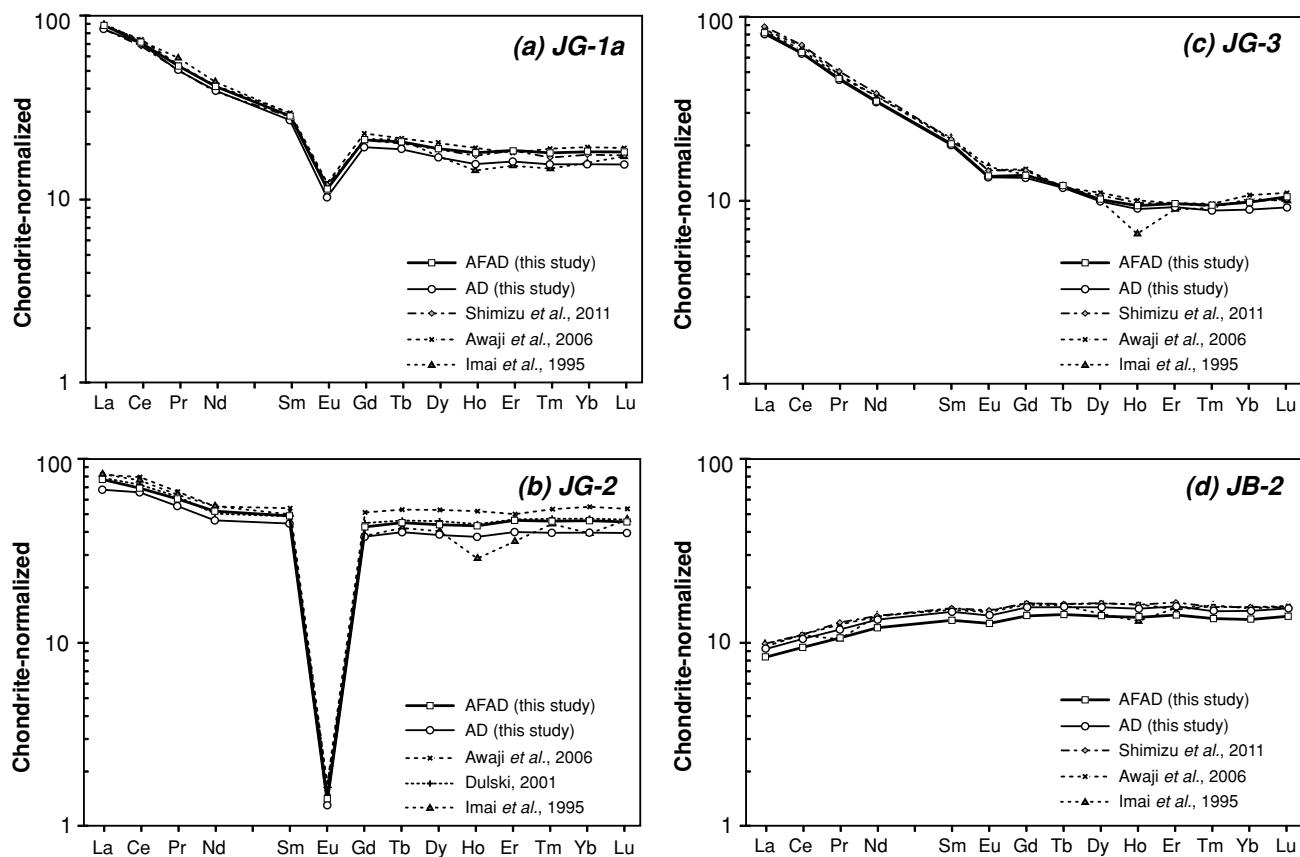 (a) JG-1a
Chondrite-normalized
100
10
1
AFAD (this study)
AD (this study)
Shimizu et al., 2011
Awaji et al., 2006
Imai et al., 1995
La Ce Pr Nd Sm Eu Gd Tb Dy Ho Er Tm Yb Lu
(c) JG-3
Chondrite-normalized
100
10
1
AFAD (this study)
AD (this study)
Shimizu et al., 2011
Awaji et al., 2006
Imai et al., 1995
La Ce Pr Nd Sm Eu Gd Tb Dy Ho Er Tm Yb Lu
(b) JG-2
Chondrite-normalized
100
10
1
AFAD (this study)
AD (this study)
Awaji et al., 2006
Dulski, 2001
Imai et al., 1995
La Ce Pr Nd Sm Eu Gd Tb Dy Ho Er Tm Yb Lu
(d) JB-2
Chondrite-normalized
100
10
1
AFAD (this study)
AD (this study)
Shimizu et al., 2011
Awaji et al., 2006
Imai et al., 1995
La Ce Pr Nd Sm Eu Gd Tb Dy Ho Er Tm Yb Lu